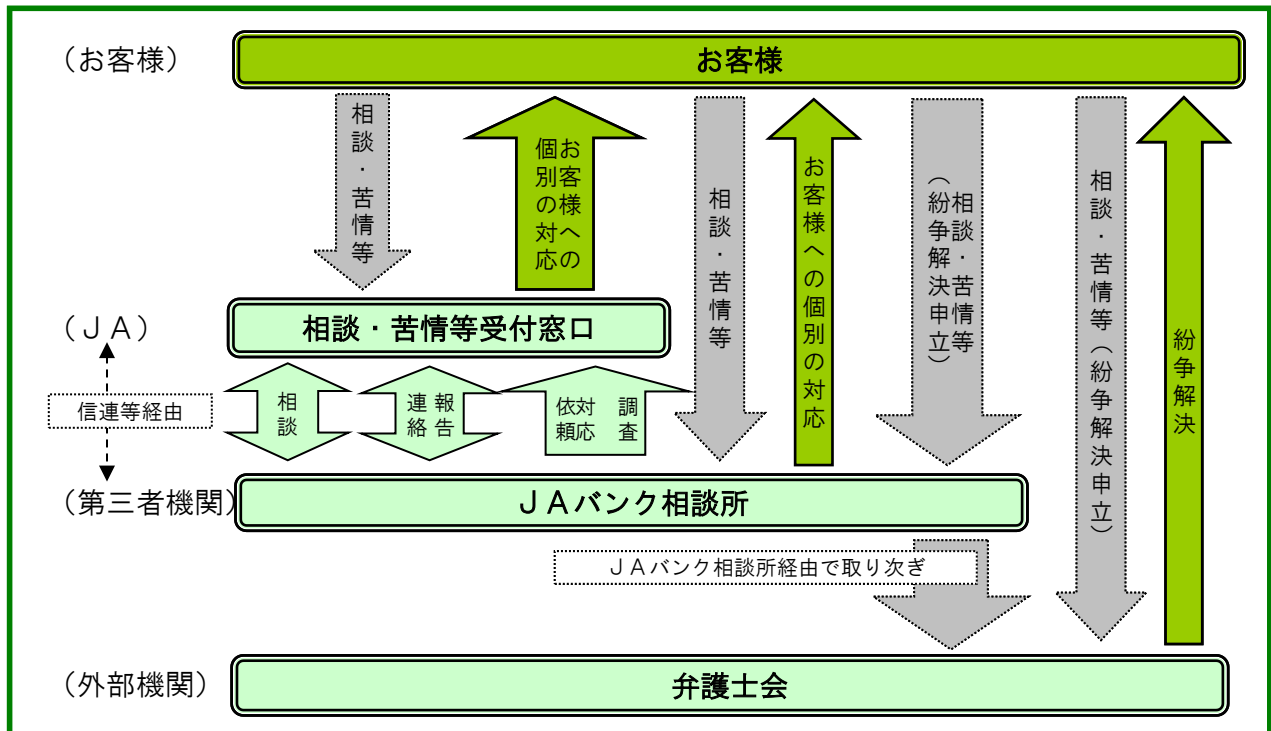 （お客様）
お客様
相談・苦情等
お客様への
個別の対応
相談・苦情等
お客様への個別の対応
相談・苦情等
（紛争解決申立）
相談・苦情等（紛争解決申立）
紛争解決
（ＪＡ）
相談・苦情等受付窓口
信連等経由
相談
報告
連絡
調査
対応
依頼
（第三者機関）
ＪＡバンク相談所
ＪＡバンク相談所経由で取り次ぎ
（外部機関）
弁護士会